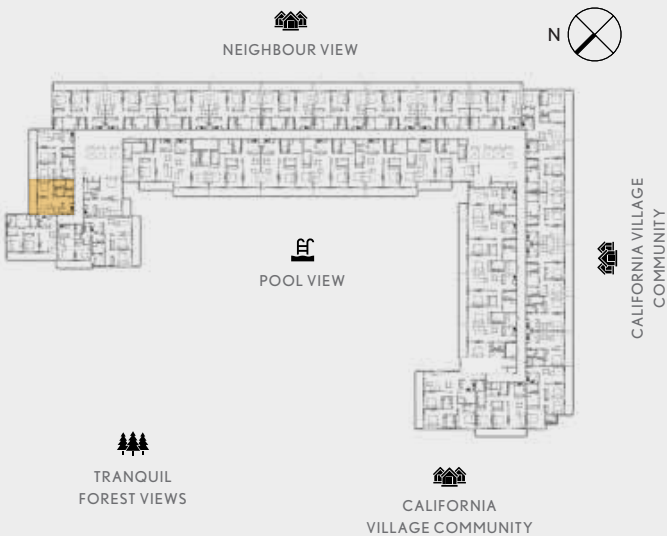 NEIGHBOUR VIEW
N
POOL VIEW
CALIFORNIA VILLAGE
COMMUNITY
TRANQUIL
FOREST VIEWS
CALIFORNIA
VILLAGE COMMUNITY